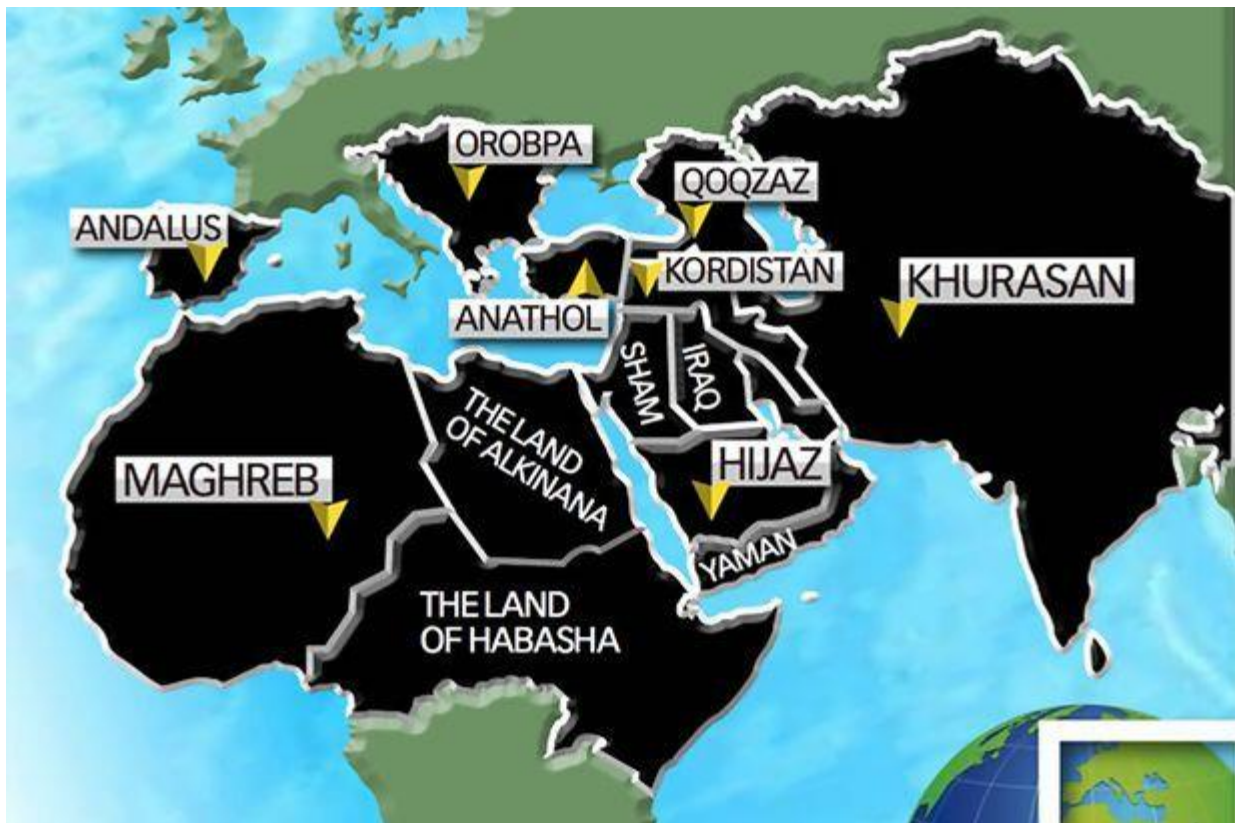 OROBPA
QOQZAZ
ANDALUS
KORDISTAN
KHURASAN
ANATHOL
SHAM
IRAQ
THE LAND
OF ALKINANA
HIJAZ
MAGHREB
YAMAN
THE LAND
OF HABASHA